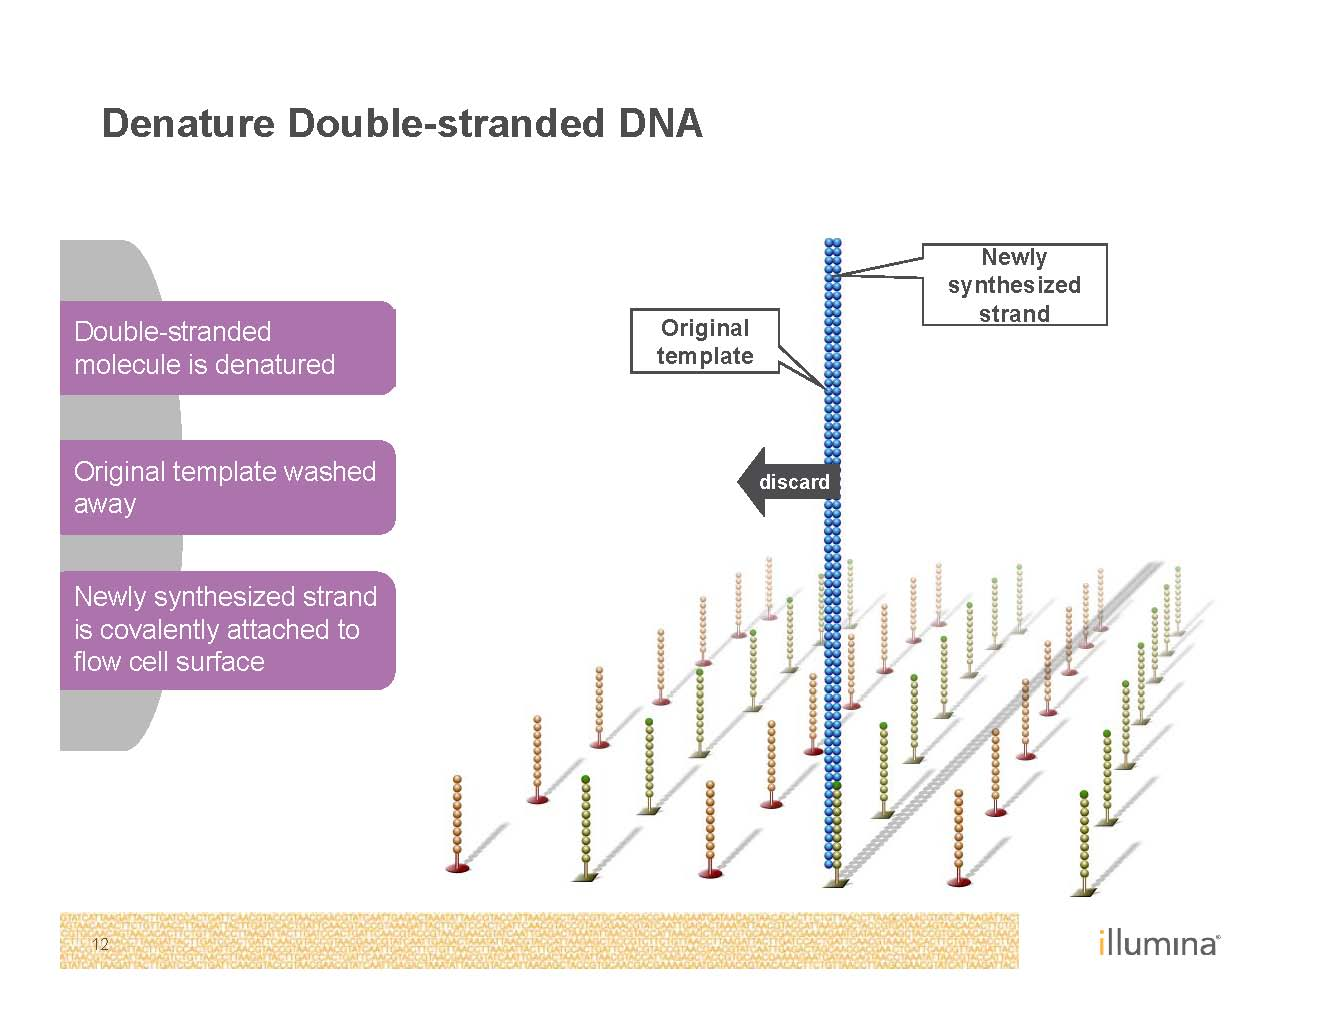 Denature Double-stranded DNA
Double-stranded
molecule is denatured
Original template washed
away
Newly synthesized strand
is covalently attached to
flow cell surface
Newly
synthesized
strand
Original
template
discard
12
illumina®